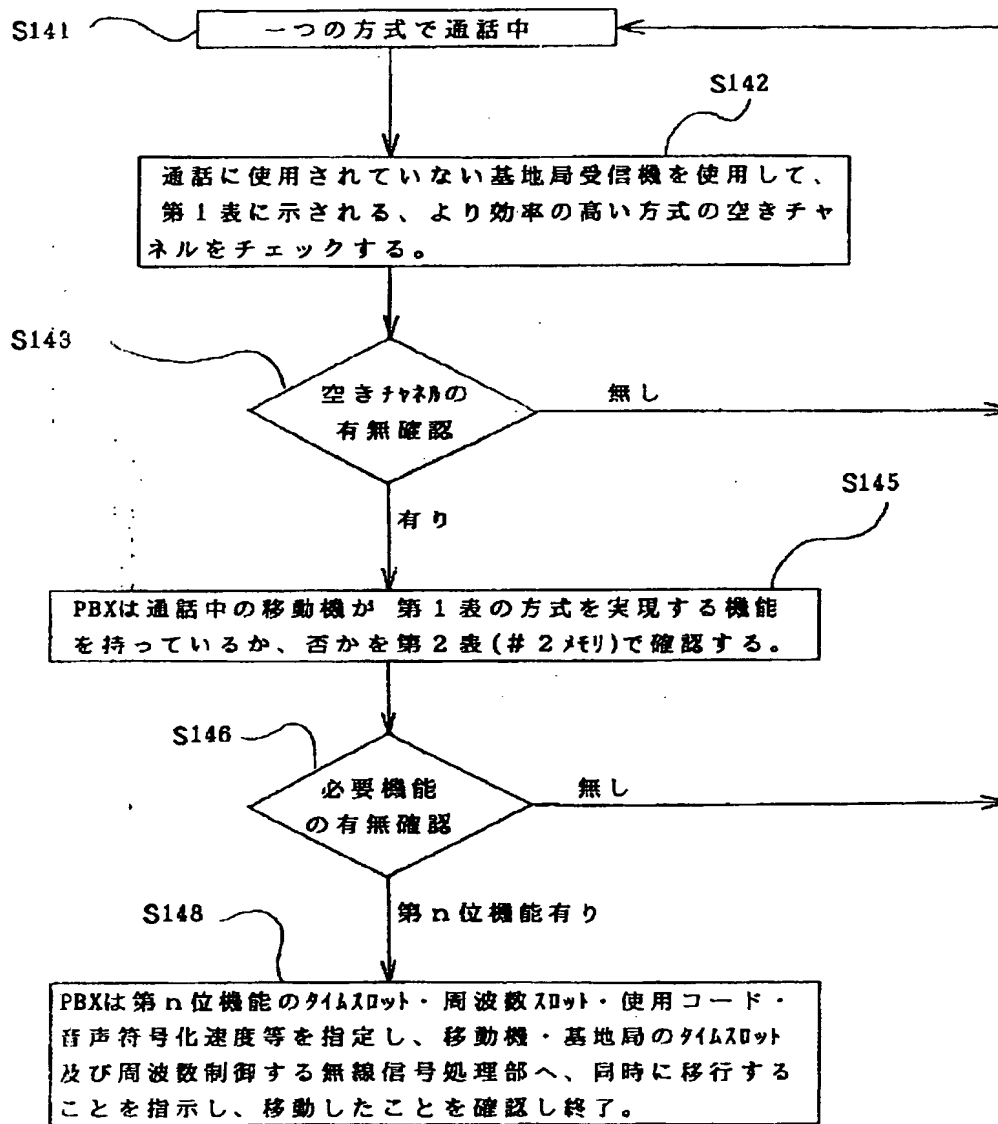 S141
一つの方式で通話中
S142
通話に使用されていない基地局受信機を使用して、
第1表に示される、より効率の高い方式の空きチャ
ネルをチェックする。
S143
空きﾁｬﾈﾙの
有無確認
無し
S145
有り
PBXは通話中の移動機が 第1表の方式を実現する機能
を持っているか、否かを第2表(#2ﾒﾓﾘ)で確認する。
S146
必要機能
の有無確認
無し
S148
第n位機能有り
PBXは第n位機能のﾀｲﾑｽﾛｯﾄ・周波数ｽﾛｯﾄ・使用コード・
音声符号化速度等を指定し、移動機・基地局のﾀｲﾑｽﾛｯﾄ
及び周波数制御する無線信号処理部へ、同時に移行する
ことを指示し、移動したことを確認し終了。